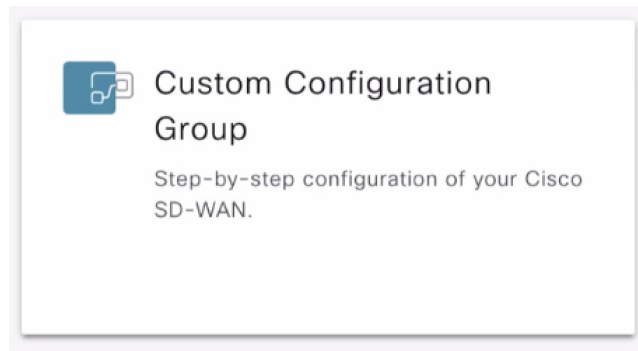 Custom Configuration
Group
Step-by-step configuration of your Cisco
SD-WAN.